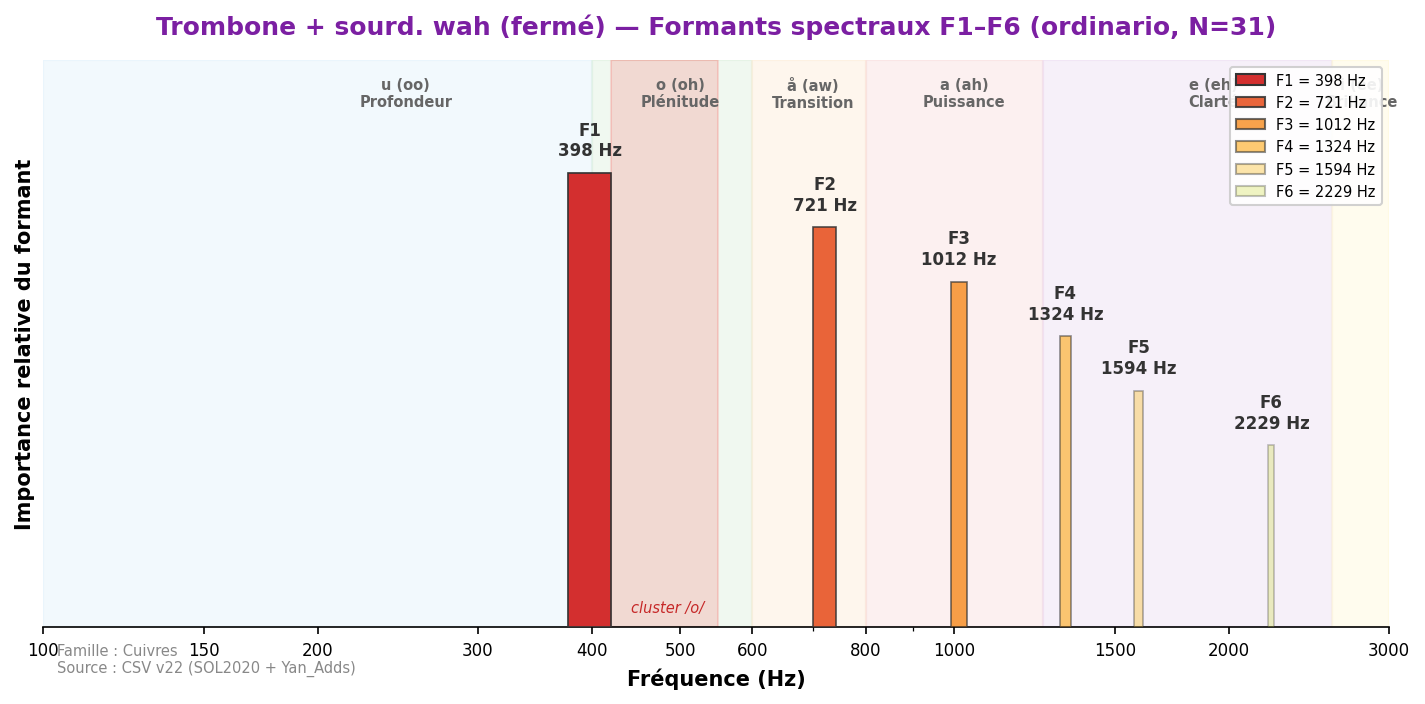 Trombone + sourd. wah (fermé) — Formants spectraux F1–F6 (ordinario, N=31)
u (oo)
Profondeur
o (oh)
Plénitude
å (aw)
Transition
a (ah)
Puissance
e (eh
F1 = 398 Hz
F2 = 721 Hz
F3 = 1012 Hz
F4 = 1324 Hz
F5 = 1594 Hz
F6 = 2229 Hz
F1
398 Hz
F2
721 Hz
F3
1012 Hz
F4
1324 Hz
F5
1594 Hz
F6
2229 Hz
cluster /o/
Importance relative du formant
100 150 200 300 400 500 600 800 1000 1500 2000 3000
Famille : Cuivres
Source : CSV v22 (SOL2020 + Yan_Adds)
Fréquence (Hz)